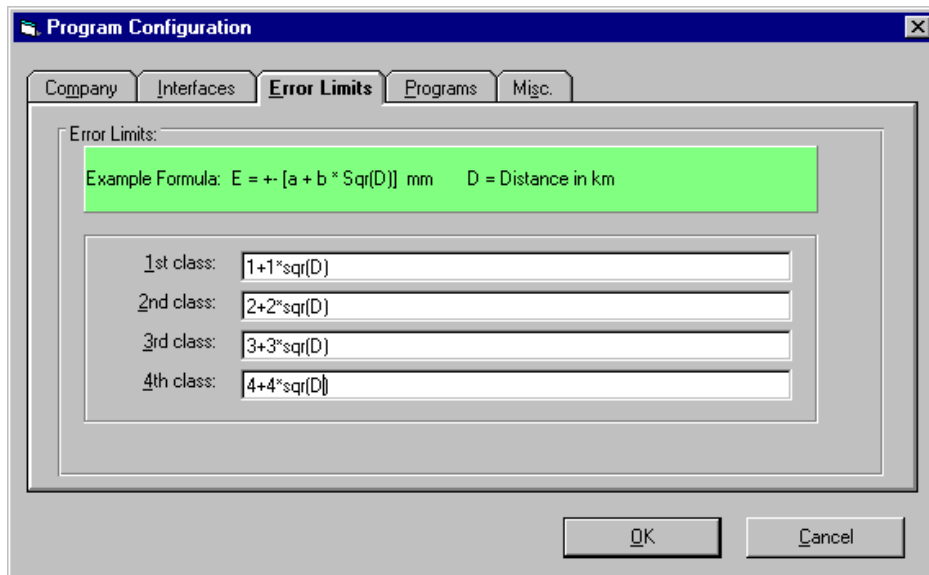 Program Configuration
Company Interfaces Error Limits Programs Misc.
Error Limits:
Example Formula: E = +- [a + b * Sqr(D)] mm D = Distance in km
1st class: 1+1*sqr(D)
2nd class: 2+2*sqr(D)
3rd class: 3+3*sqr(D)
4th class: 4+4*sqr(D)
OK Cancel